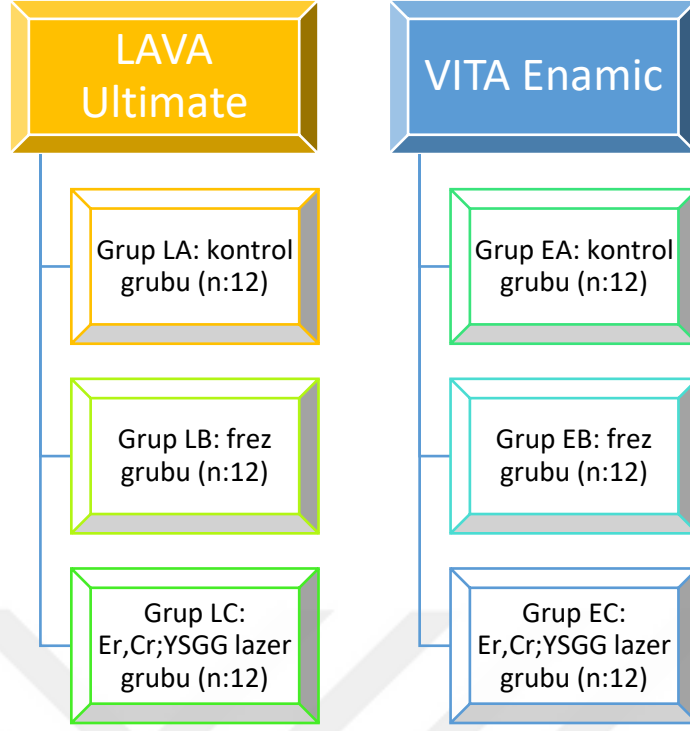 LAVA
Ultimate
Grup LA: kontrol
grubu (n:12)
Grup LB: frez
grubu (n:12)
Grup LC:
Er,Cr;YSGG lazer
grubu (n:12)
VITA Enamic
Grup EA: kontrol
grubu (n:12)
Grup EB: frez
grubu (n:12)
Grup EC:
Er,Cr;YSGG lazer
grubu (n:12)